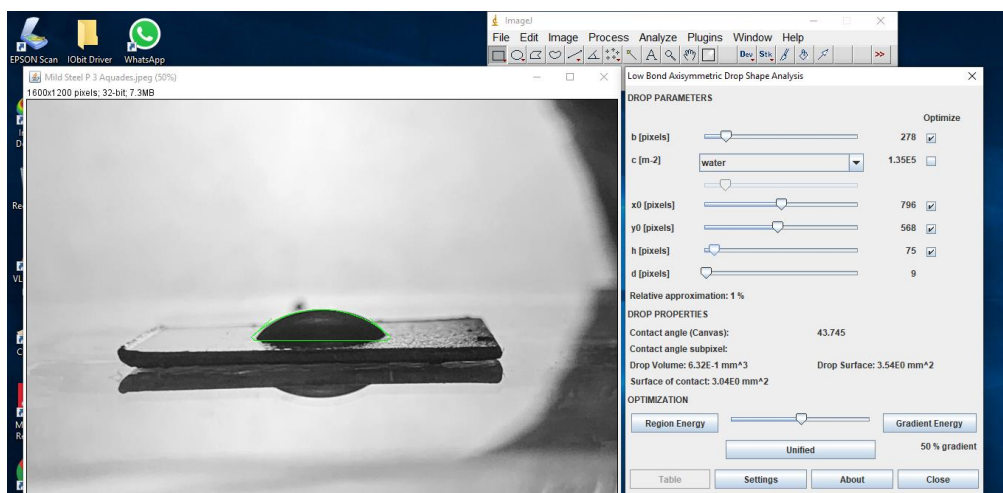 ImageJ
File Edit Image Process Analyze Plugins Window Help
Dev Stk >>
EPSON Scan IObit Driver WhatsApp
Mild Steel P 3 Aquades.jpeg (50%)
1600x1200 pixels; 32-bit; 7.3MB
Low Bond Axisymmetric Drop Shape Analysis
DROP PARAMETERS
Optimize
b [pixels] 278
c [m-2] water 1.35E5
x0 [pixels] 796
y0 [pixels] 568
h [pixels] 75
d [pixels] 9
Relative approximation: 1 %
DROP PROPERTIES
Contact angle (Canvas): 43.745
Contact angle subpixel:
Drop Volume: 6.32E-1 mm^3 Drop Surface: 3.54E0 mm^2
Surface of contact: 3.04E0 mm^2
OPTIMIZATION
Region Energy Gradient Energy
Unified 50 % gradient
Table Settings About Close